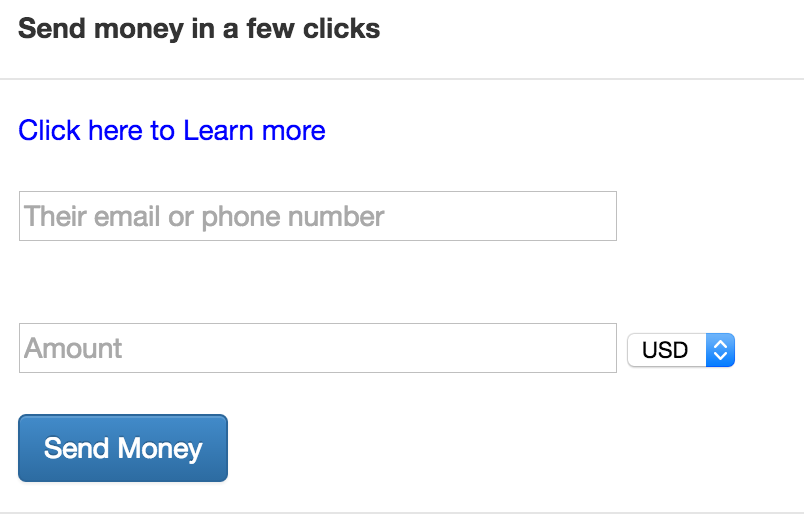 Send money in a few clicks
Click here to Learn more
Their email or phone number
Amount
USD
Send Money